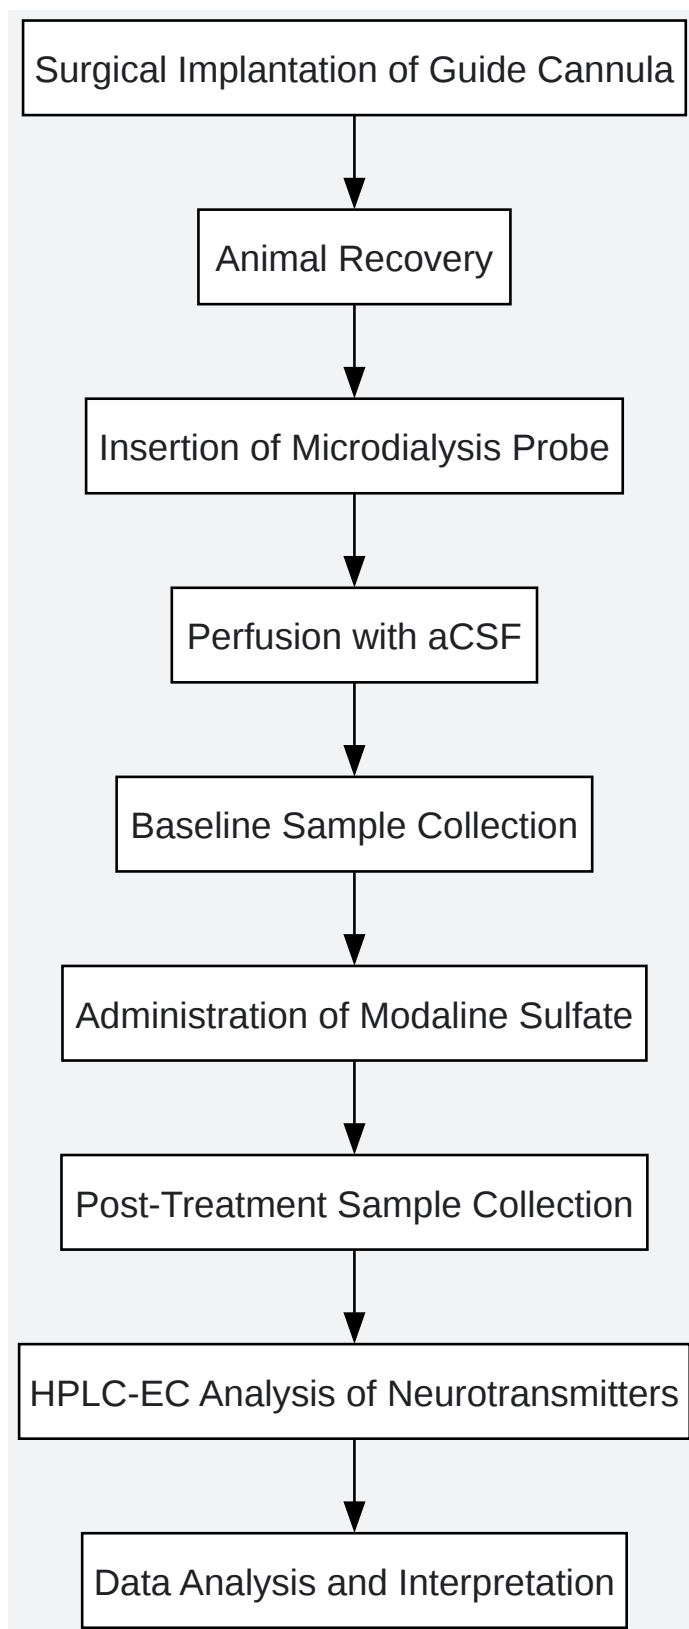 Surgical Implantation of Guide Cannula
Animal Recovery
Insertion of Microdialysis Probe
Perfusion with aCSF
Baseline Sample Collection
Administration of Modaline Sulfate
Post-Treatment Sample Collection
HPLC-EC Analysis of Neurotransmitters
Data Analysis and Interpretation